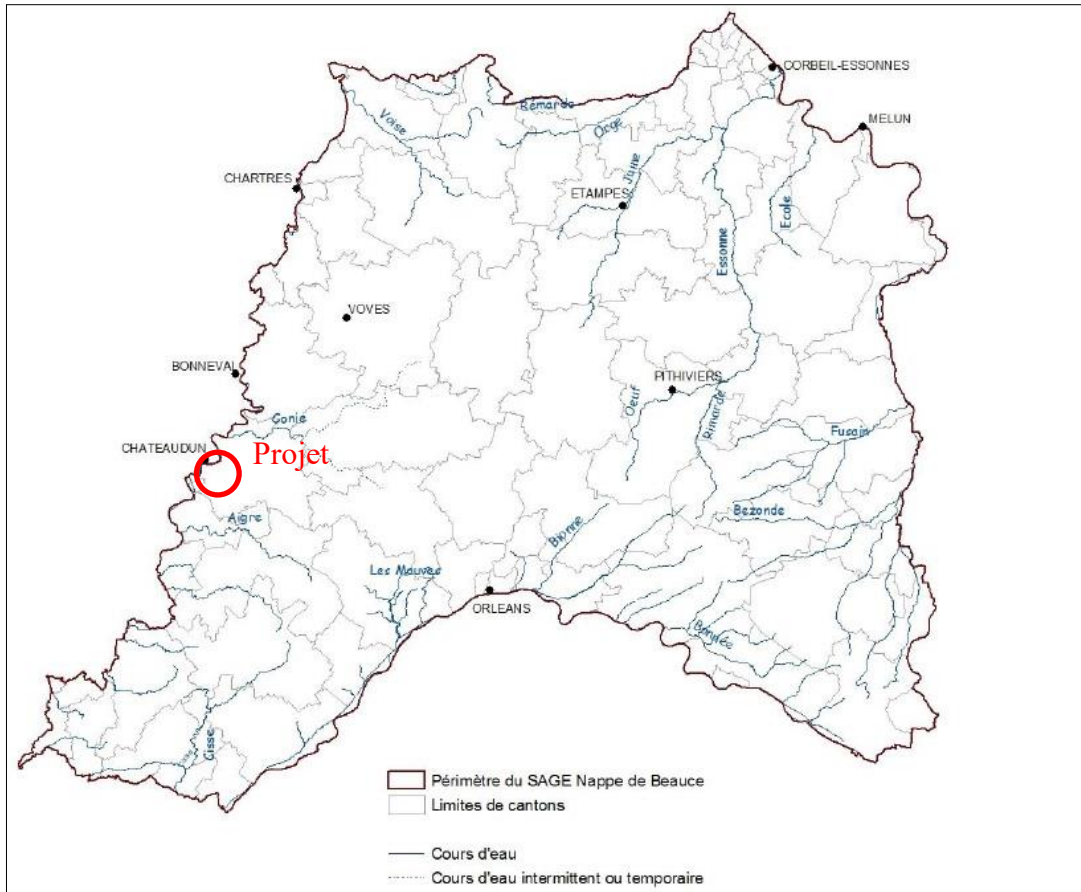 CORBEIL-ESSONNES
Rémarde
MELUN
Voise
Orge
CHARTRES
Juine
ETAMPES
Ecole
Essonne
VOVES
BONNEVAL
PITHIVIERS
Oeuf
Rimarde
Conie
Fusain
CHATEAUDUN
Projet
Bezonde
Aigre
Bionne
Les Mauves
ORLEANS
Bonnée
Cisse
Périmètre du SAGE Nappe de Beauce
Limites de cantons
Cours d'eau
Cours d'eau intermittent ou temporaire